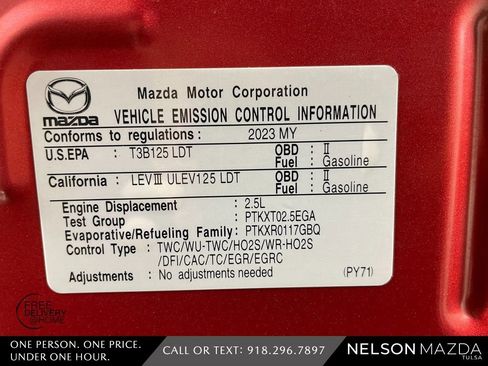 Mazda Motor Corporation
mazda VEHICLE EMISSION CONTROL INFORMATION
Conforms to regulations : 2023 MY
U.S.EPA : T3B125 LDT OBD : II
Fuel : Gasoline
California : LEVIII ULEV125 LDT OBD : II
Fuel : Gasoline
Engine Displacement : 2.5L
Test Group : PTKXT02.5EGA
Evaporative/Refueling Family: PTKXR0117GBQ
Control Type : TWC/WU-TWC/HO2S/WR-HO2S
/DFI/CAC/TC/EGR/EGRC
Adjustments : No adjustments needed (PY71)
FREE
DELIVERY
@HOME
ONE PERSON. ONE PRICE.
UNDER ONE HOUR.
CALL OR TEXT: 918.296.7897
NELSON MAZDA
TULSA